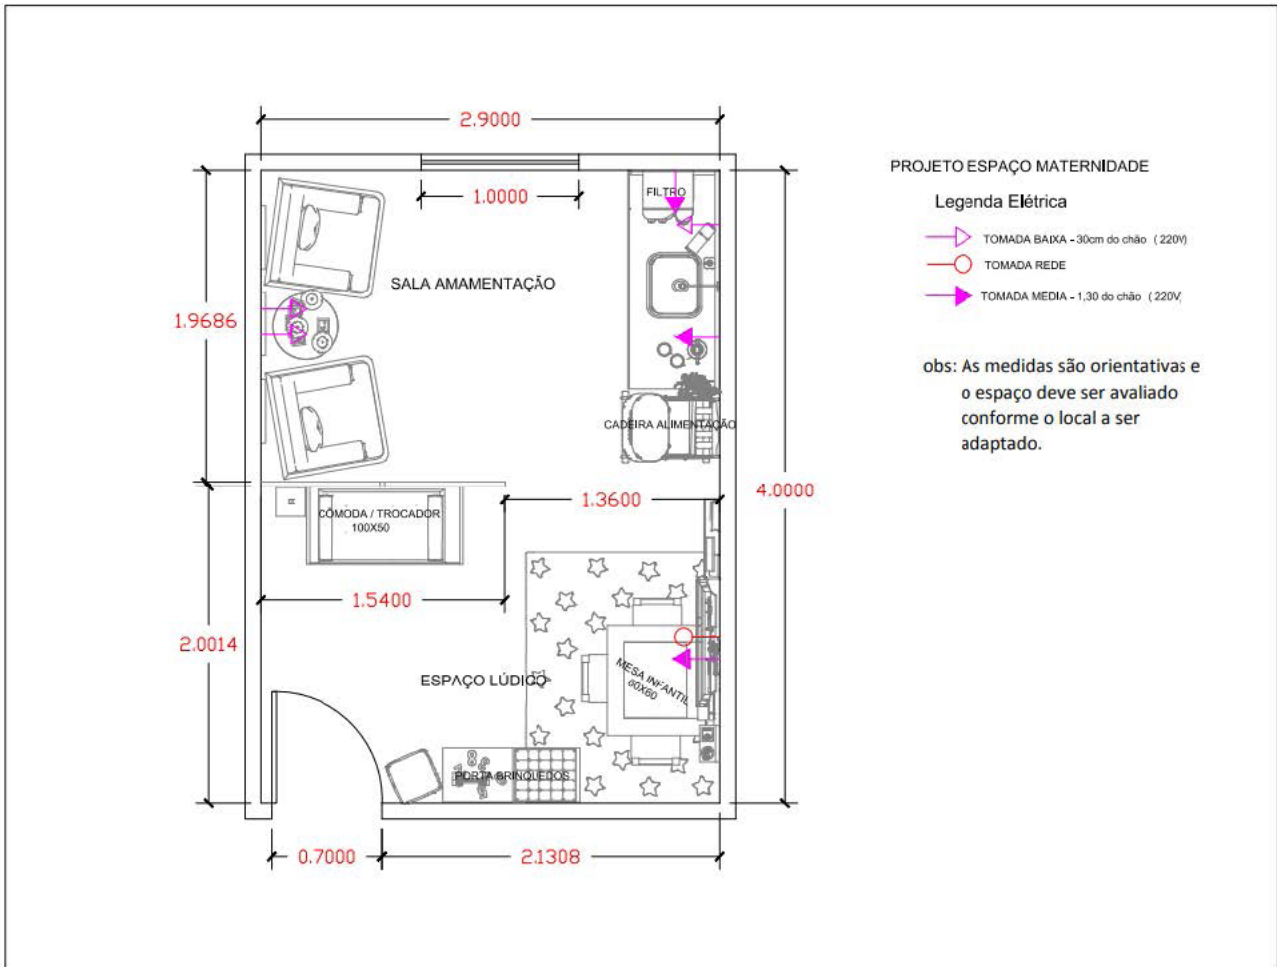 2.9000
1.0000
FILTRO
SALA AMAMENTAÇÃO
1.9686
CADEIRA ALIMENTAÇÃO
4.0000
1.3600
CÔMODA / TROCADOR
100X50
1.5400
2.0014
ESPAÇO LÚDICO
MESA INFANTIL
60X60
PORTA BRINQUEDOS
0.7000
2.1308
PROJETO ESPAÇO MATERNIDADE
Legenda Elétrica
TOMADA BAIXA - 30cm do chão ( 220V)
TOMADA REDE
TOMADA MEDIA - 1,30 do chão ( 220V
obs: As medidas são orientativas e
o espaço deve ser avaliado
conforme o local a ser
adaptado.